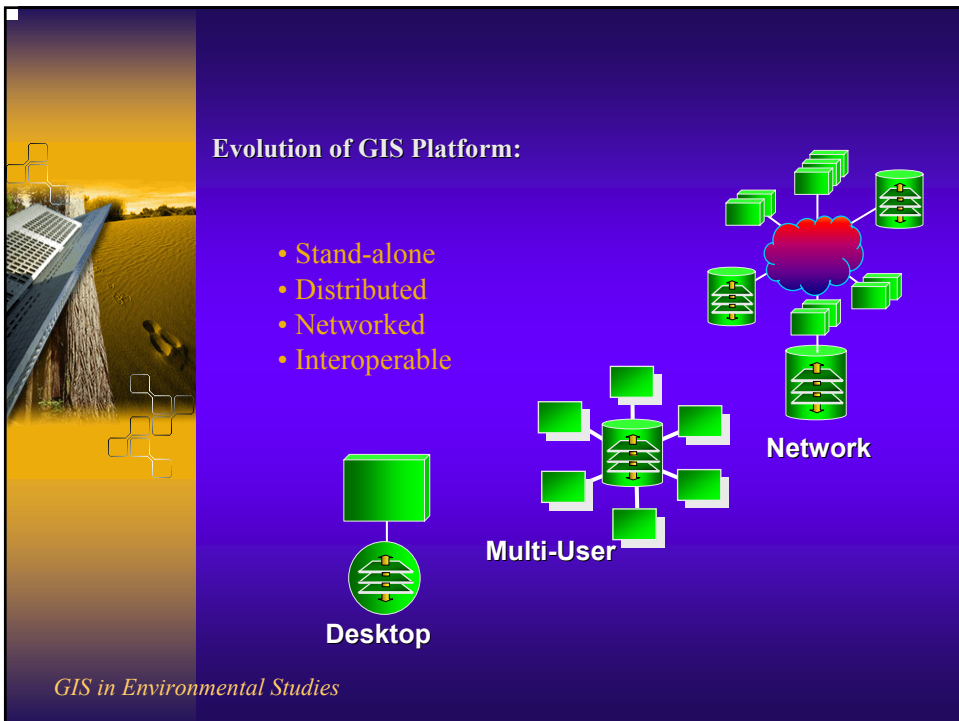 Evolution of GIS Platform:
• Stand-alone
• Distributed
• Networked
• Interoperable
Network
Multi-User
Desktop
GIS in Environmental Studies